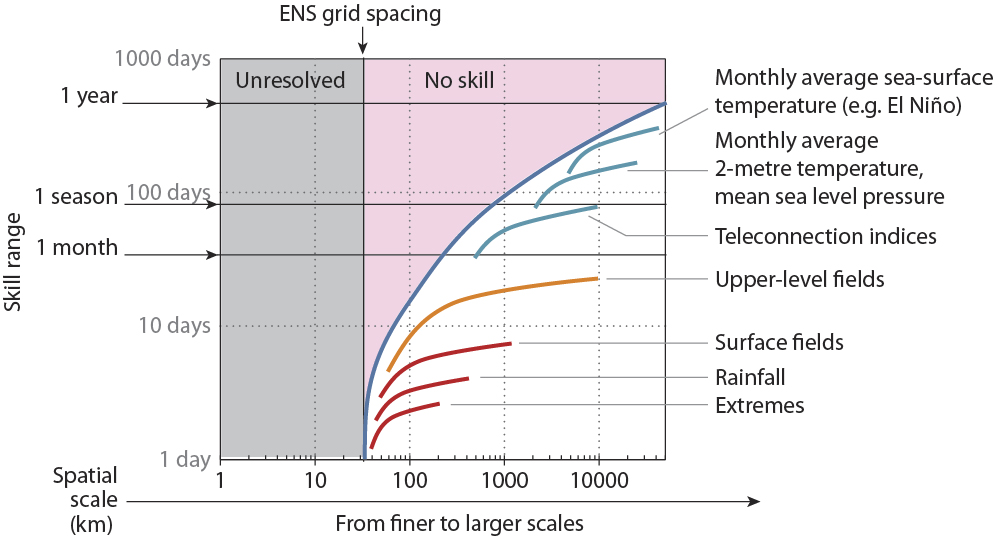 ENS grid spacing
1000 days
Unresolved
No skill
1 year
100 days
1 season
1 month
10 days
1 day
Skill range
Monthly average sea-surface
temperature (e.g. El Niño)
Monthly average
2-metre temperature,
mean sea level pressure
Teleconnection indices
Upper-level fields
Surface fields
Rainfall
Extremes
1 10 100 1000 10000
Spatial
scale
(km)
From finer to larger scales